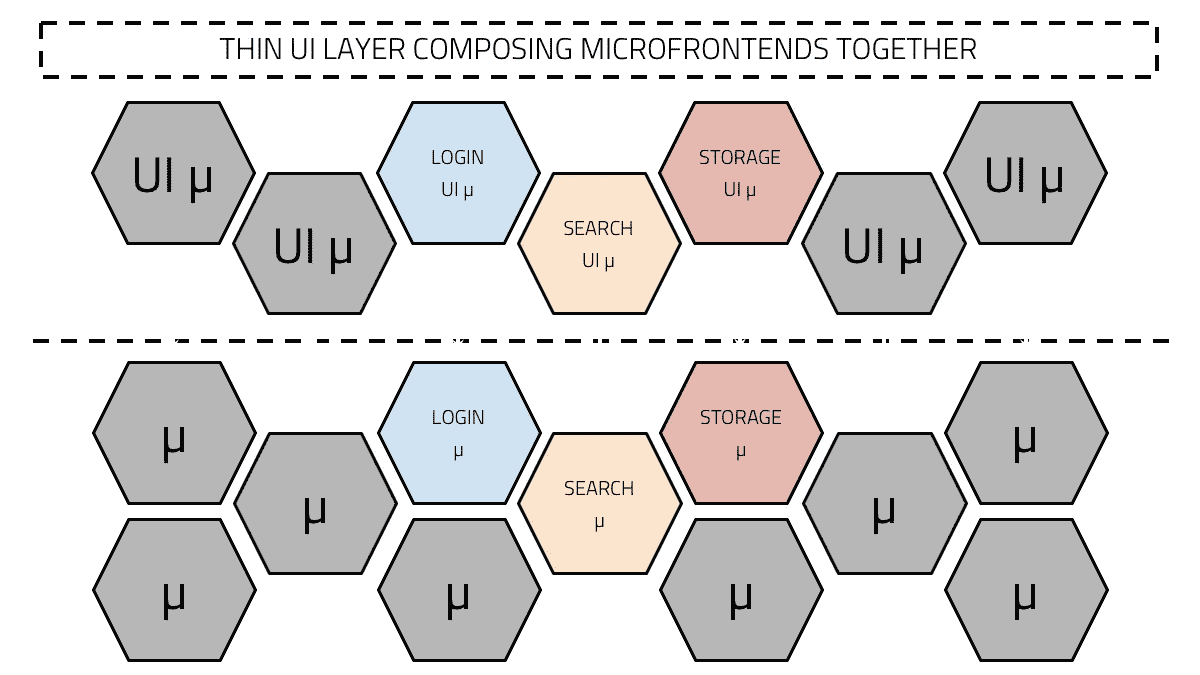 THIN UI LAYER COMPOSING MICROFRONTENDS TOGETHER
UI µ
UI µ
LOGIN
UI µ
SEARCH
UI µ
STORAGE
UI µ
UI µ
UI µ
µ
µ
LOGIN
µ
SEARCH
µ
STORAGE
µ
µ
µ
µ
µ
µ
µ